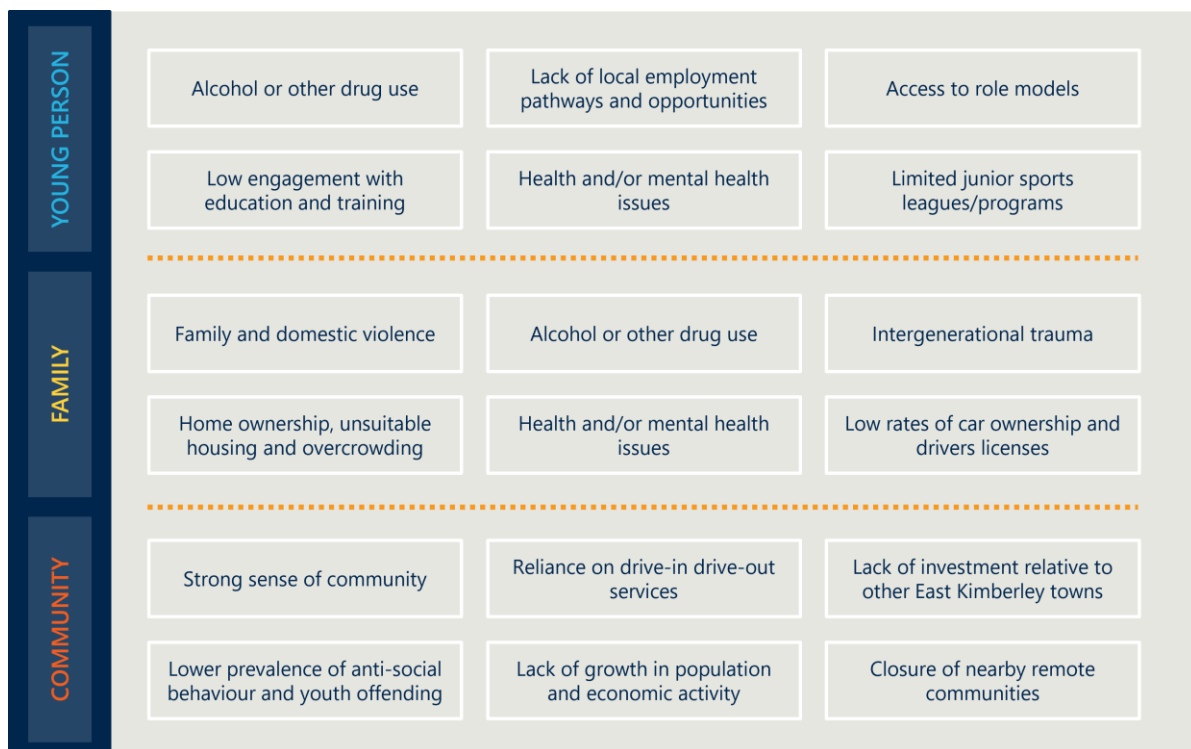 YOUNG PERSON
Alcohol or other drug use
Lack of local employment
pathways and opportunities
Access to role models
Low engagement with
education and training
Health and/or mental health
issues
Limited junior sports
leagues/programs
FAMILY
Family and domestic violence
Alcohol or other drug use
Intergenerational trauma
Home ownership, unsuitable
housing and overcrowding
Health and/or mental health
issues
Low rates of car ownership and
drivers licenses
COMMUNITY
Strong sense of community
Reliance on drive-in drive-out
services
Lack of investment relative to
other East Kimberley towns
Lower prevalence of anti-social
behaviour and youth offending
Lack of growth in population
and economic activity
Closure of nearby remote
communities